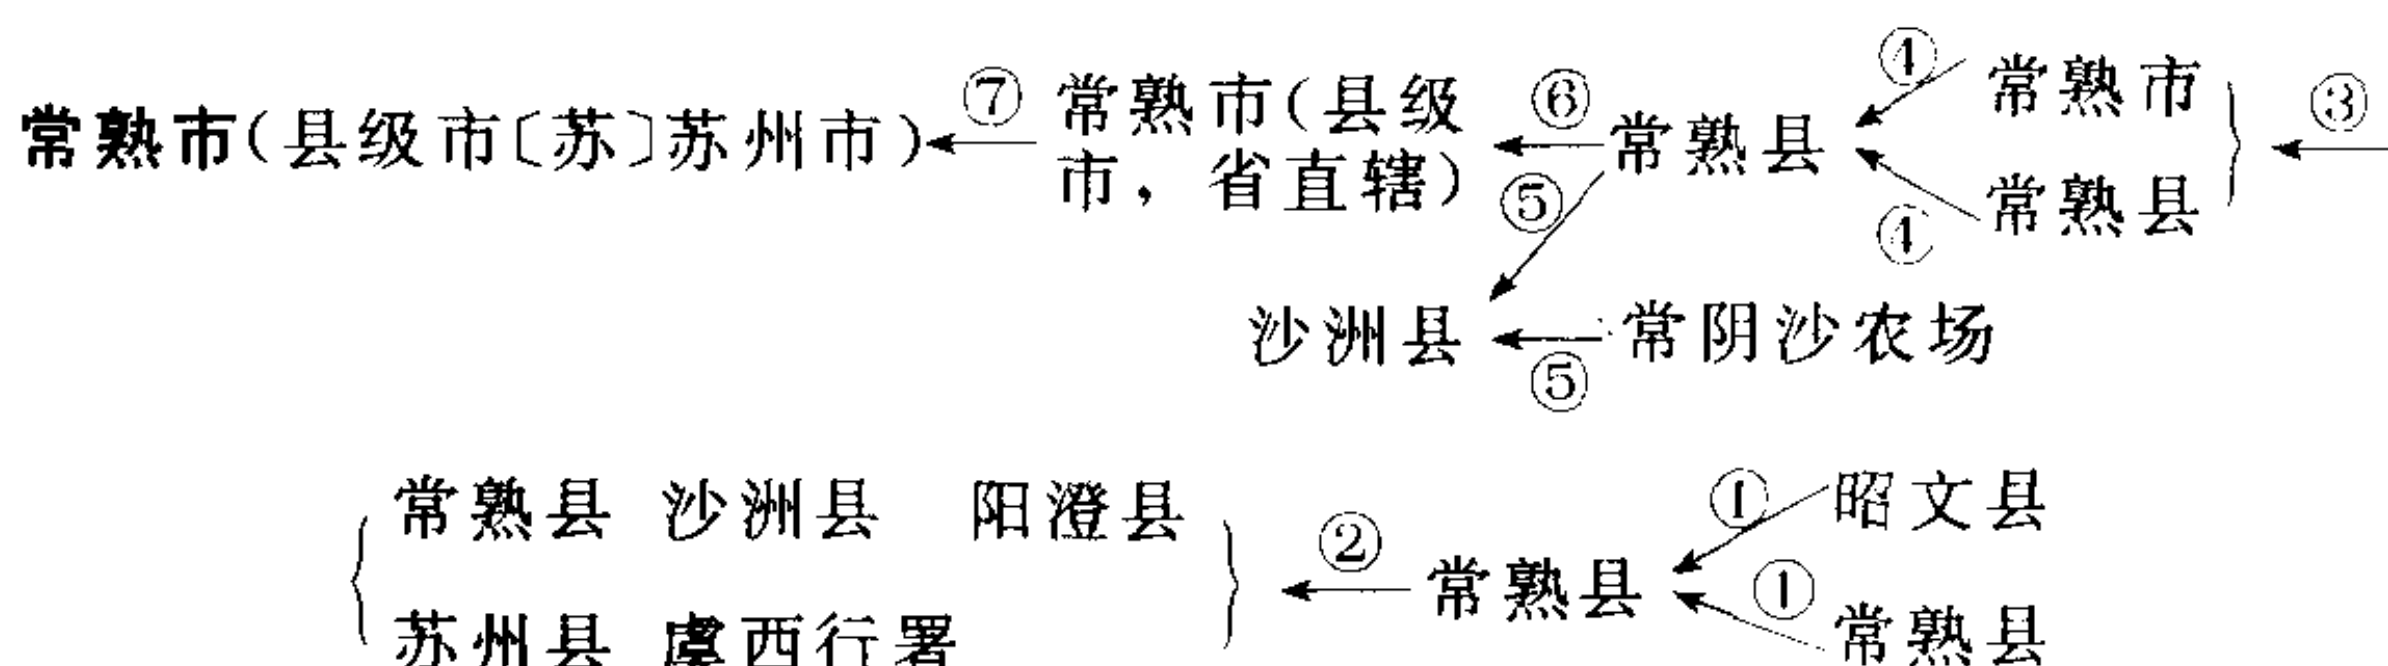 常熟市(县级市〔苏〕苏州市)
⑦
常熟市(县级
市，省直辖)
⑥
⑤
常熟县
④
④
常熟市
常熟县
③
沙洲县
⑤
常阴沙农场
常熟县 沙洲县 阳澄县
苏州县 虞西行署
②
常熟县
①
①
昭文县
常熟县